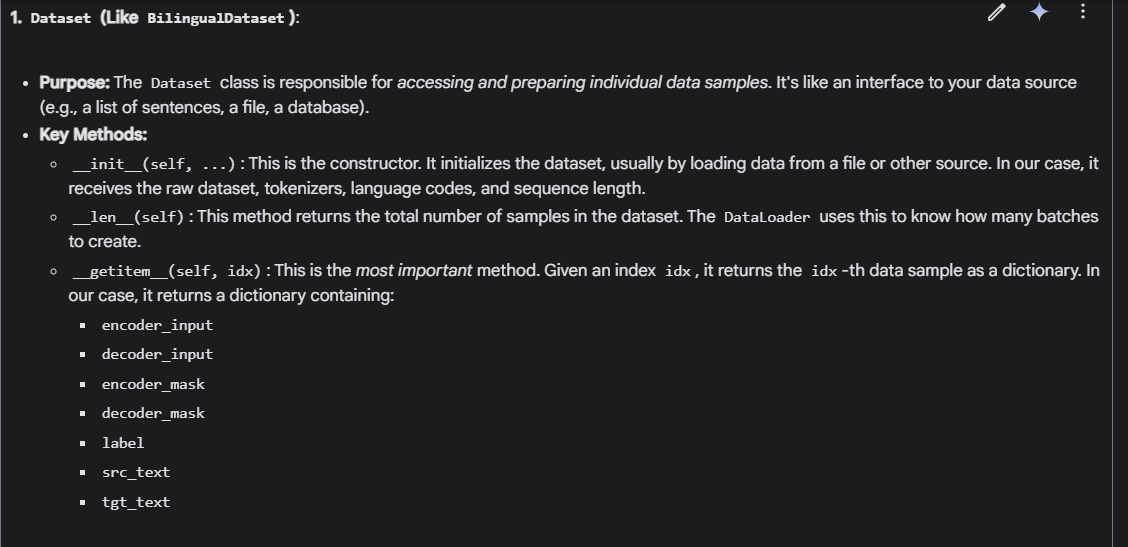 1. Dataset (Like BilingualDataset):
• Purpose: The Dataset class is responsible for accessing and preparing individual data samples. It's like an interface to your data source
(e.g., a list of sentences, a file, a database).
• Key Methods:
◦ __init__(self, ...) : This is the constructor. It initializes the dataset, usually by loading data from a file or other source. In our case, it
receives the raw dataset, tokenizers, language codes, and sequence length.
◦ __len__(self) : This method returns the total number of samples in the dataset. The DataLoader uses this to know how many batches
to create.
◦ __getitem__(self, idx) : This is the most important method. Given an index idx, it returns the idx -th data sample as a dictionary. In
our case, it returns a dictionary containing:
▪ encoder_input
▪ decoder_input
▪ encoder_mask
▪ decoder_mask
▪ label
▪ src_text
▪ tgt_text